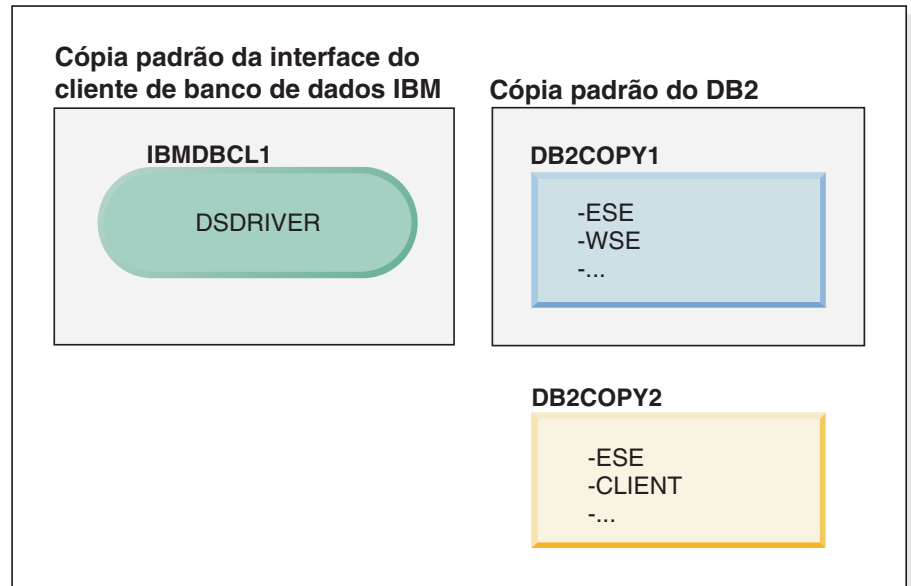 Cópia padrão da interface do
cliente de banco de dados IBM
IBMDBCL1
DSDRIVER
Cópia padrão do DB2
DB2COPY1
-ESE
-WSE
-...
DB2COPY2
-ESE
-CLIENT
-...